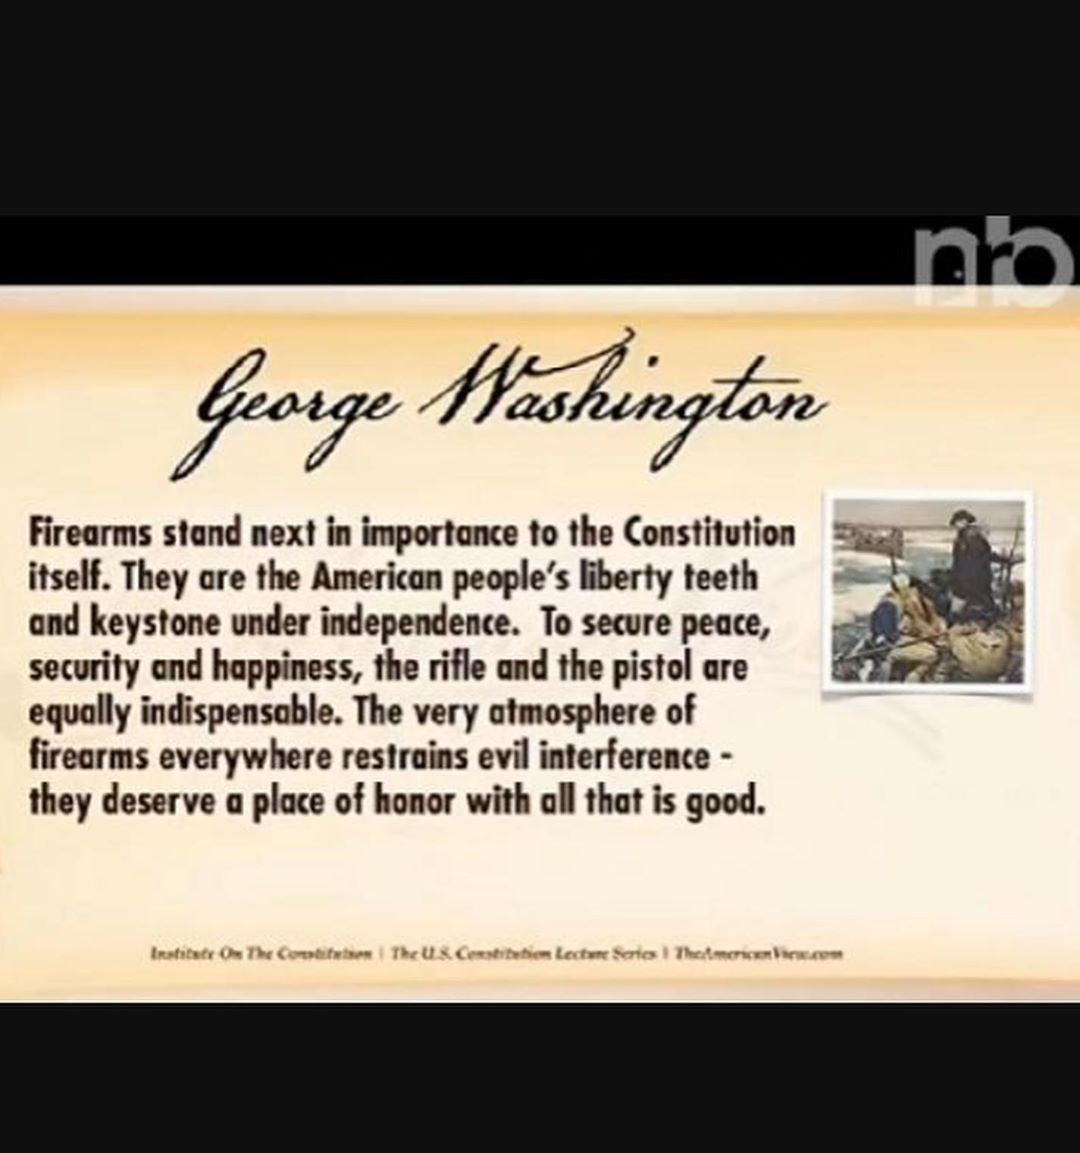 nrb
George Washington
Firearms stand next in importance to the Constitution
itself. They are the American people's liberty teeth
and keystone under independence.  To secure peace,
security and happiness, the rifle and the pistol are
equally indispensable. The very atmosphere of
firearms everywhere restrains evil interference -
they deserve a place of honor with all that is good.
Institute On The Constitution | The U.S. Constitution Lecture Series | TheAmericanView.com